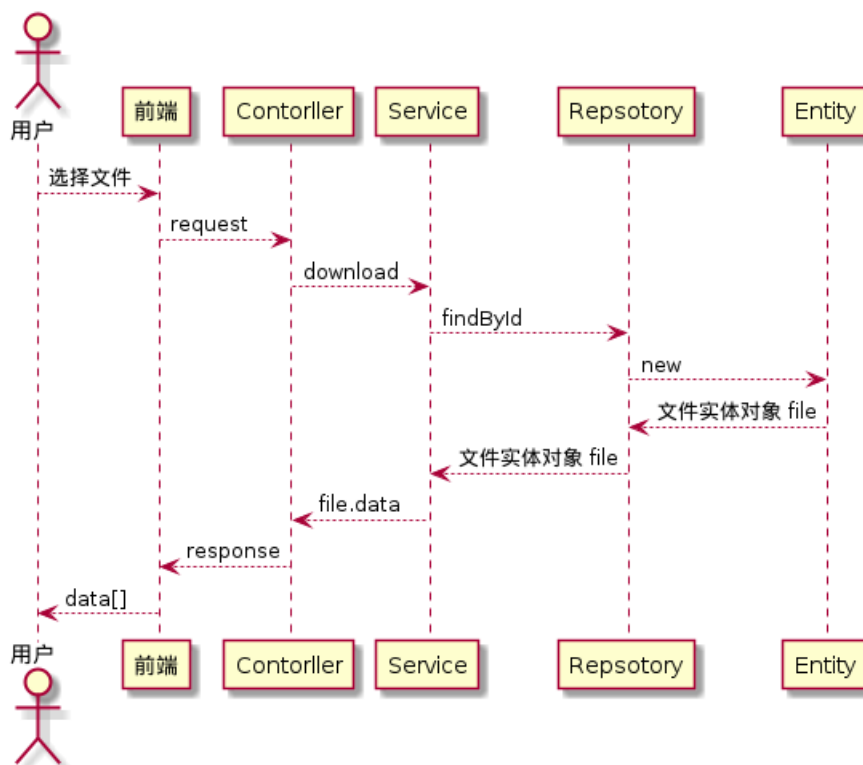 用户
前端
Contorller
Service
Repsotory
Entity
选择文件
request
download
findById
new
文件实体对象 file
文件实体对象 file
file.data
response
data[]
用户
前端
Contorller
Service
Repsotory
Entity